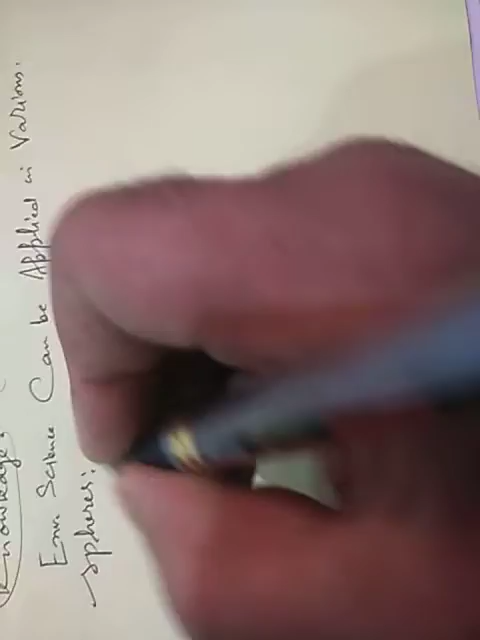 Knowledge:
Env. Science Can be Applied in Various.
spheres: